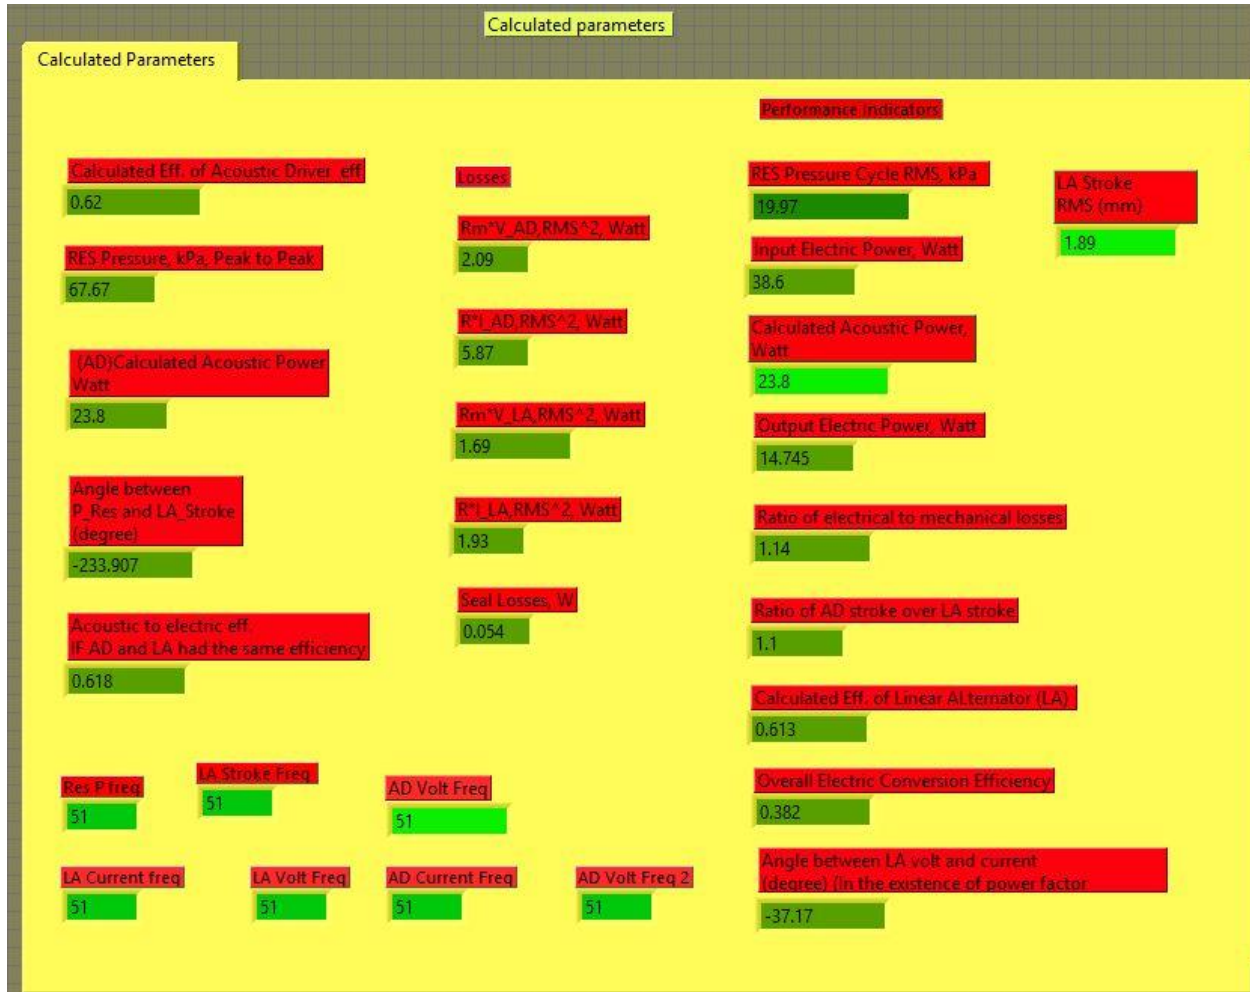 Calculated parameters
Calculated Parameters
Calculated Eff. of Acoustic Driver eff
0.62
RES Pressure, kPa, Peak to Peak
67.67
(AD)Calculated Acoustic Power
Watt
23.8
Angle between
P_Res and LA_Stroke
(degree)
-233.907
Acoustic to electric eff.
IF AD and LA had the same efficiency
0.618
Losses
Rm*V_AD,RMS^2, Watt
2.09
R*I_AD,RMS^2, Watt
5.87
Rm*V_LA,RMS^2, Watt
1.69
R*I_LA,RMS^2, Watt
1.93
Seal Losses, W
0.054
Performance Indicators
RES Pressure Cycle RMS, kPa
19.97
Input Electric Power, Watt
38.6
Calculated Acoustic Power,
Watt
23.8
Output Electric Power, Watt
14.745
Ratio of electrical to mechanical losses
1.14
Ratio of AD stroke over LA stroke
1.1
Calculated Eff. of Linear ALternator (LA)
0.613
Overall Electric Conversion Efficiency
0.382
Angle between LA volt and current
(degree) (In the existence of power factor
-37.17
LA Stroke
RMS (mm)
1.89
Res P freq
51
LA Stroke Freq
51
AD Volt Freq
51
LA Current freq
51
LA Volt Freq
51
AD Current Freq
51
AD Volt Freq 2
51